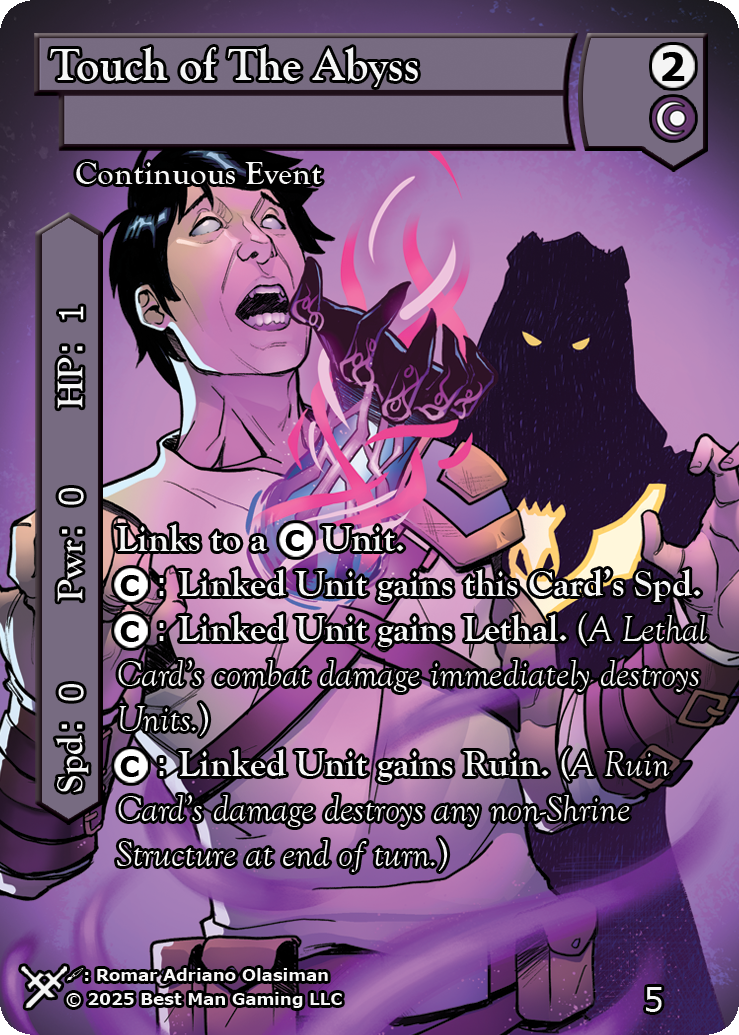 Touch of The Abyss
2
Continuous Event
HP: 1
Pwr: 0
Spd: 0
Links to a © Unit.
©: Linked Unit gains this Card's Spd.
©: Linked Unit gains Lethal. (A Lethal
Card's combat damage immediately destroys
Units.)
©: Linked Unit gains Ruin. (A Ruin
Card's damage destroys any non-Shrine
Structure at end of turn.)
: Romar Adriano Olasiman
© 2025 Best Man Gaming LLC
5